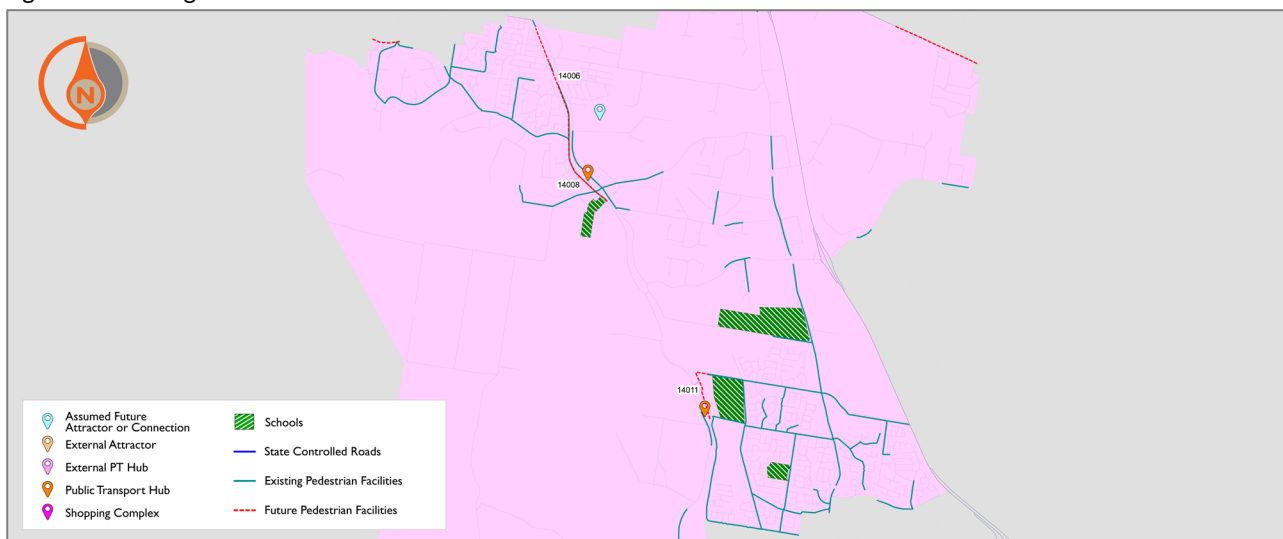 N
14006
14008
14011
Assumed Future
Attractor or Connection
External Attractor
External PT Hub
Public Transport Hub
Shopping Complex
Schools
State Controlled Roads
Existing Pedestrian Facilities
Future Pedestrian Facilities